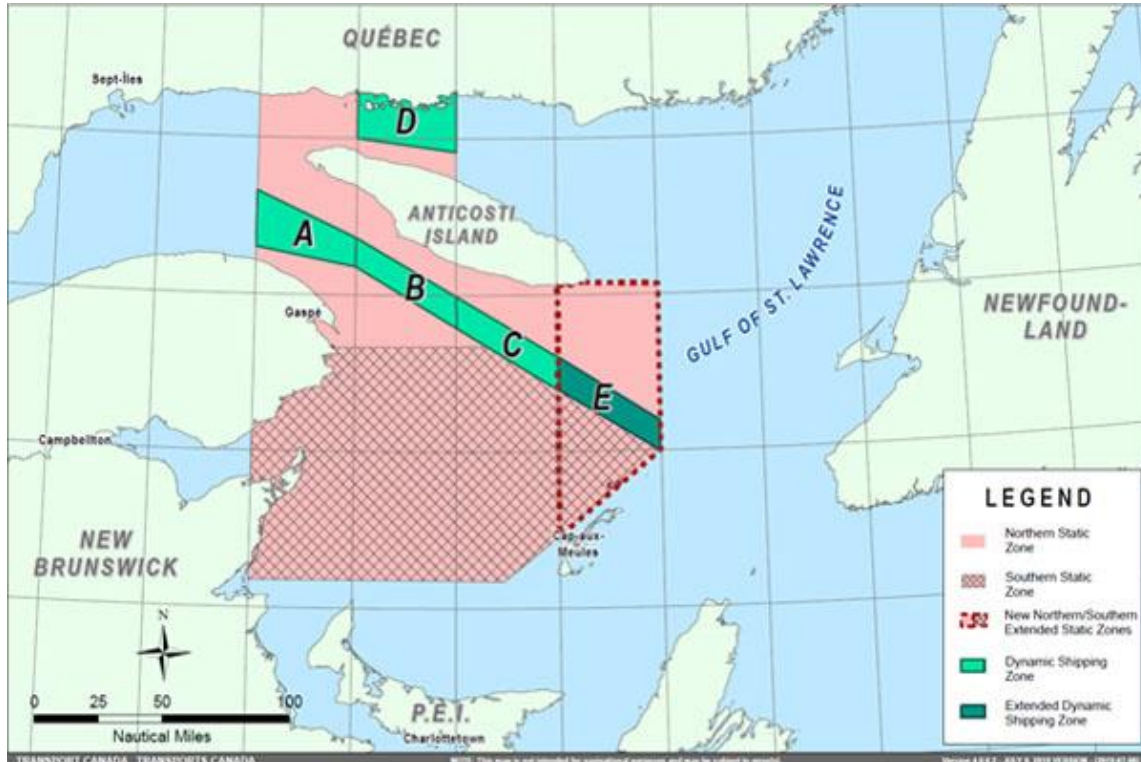 QUÉBEC
Sept-Îles
D
ANTICOSTI
ISLAND
A
B
C
E
Gaspé
GULF OF ST. LAWRENCE
NEWFOUND-
LAND
Campbellton
NEW
BRUNSWICK
Cap-aux-
Meules
N
0 25 50 100
Nautical Miles
P.E.I.
Charlottetown
LEGEND
Northern Static
Zone
Southern Static
Zone
New Northern/Southern
Extended Static Zones
Dynamic Shipping
Zone
Extended Dynamic
Shipping Zone
TRANSPORT CANADA - TRANSPORTS CANADA